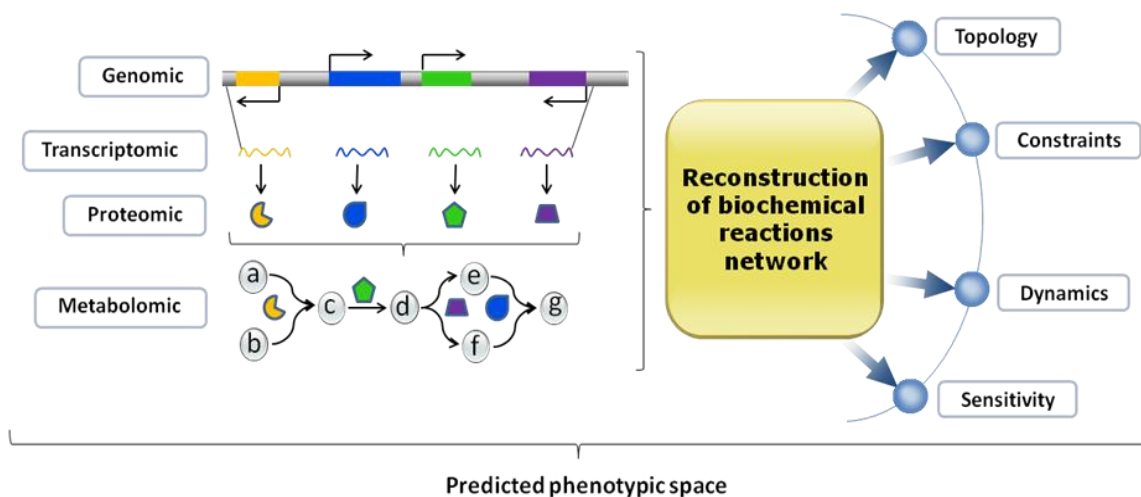 Genomic
Transcriptomic
Proteomic
Metabolomic
a
b
c
d
e
f
g
Reconstruction
of biochemical
reactions
network
Topology
Constraints
Dynamics
Sensitivity
Predicted phenotypic space